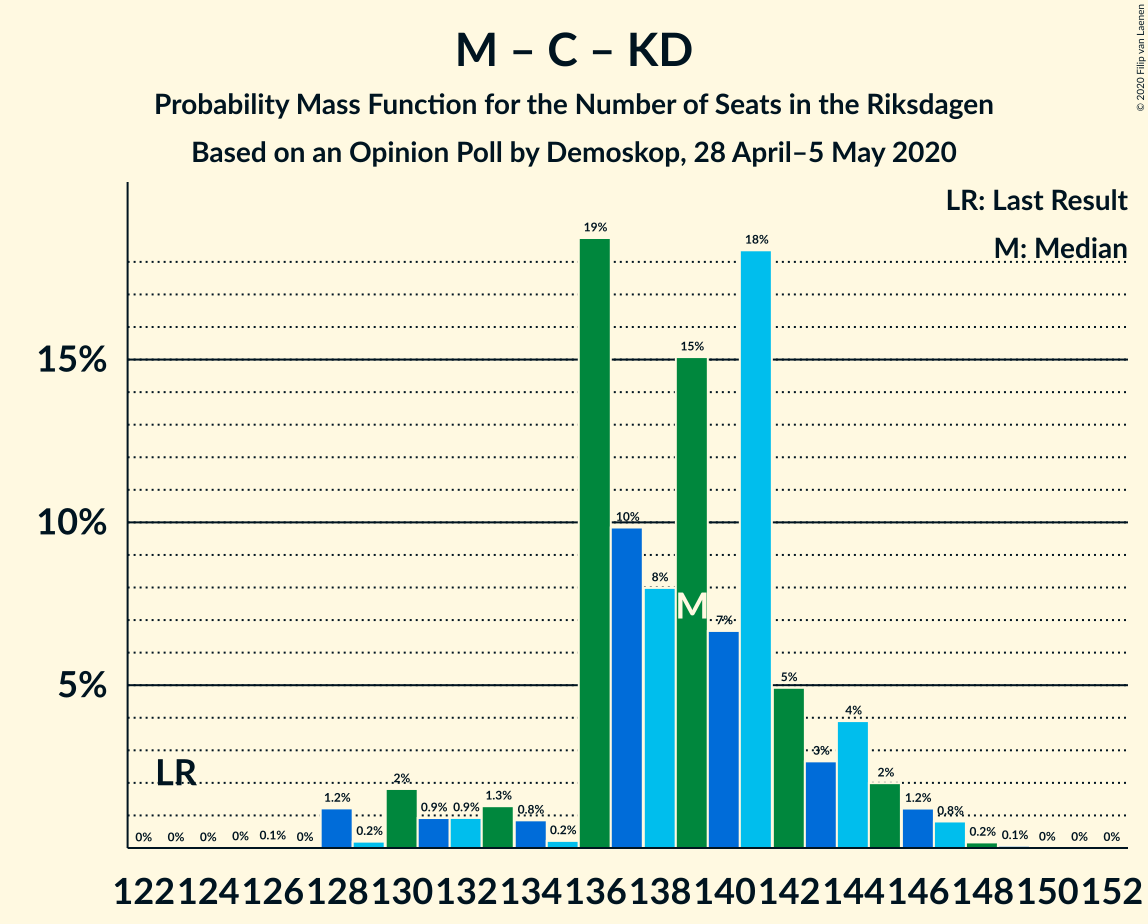 M – C – KD
Probability Mass Function for the Number of Seats in the Riksdagen
Based on an Opinion Poll by Demoskop, 28 April–5 May 2020
© 2020 Filip van Laenen
LR: Last Result
M: Median
15%
10%
5%
LR
M
0% 0% 0% 0% 0.1% 0% 1.2% 0.2% 2% 0.9% 0.9% 1.3% 0.8% 0.2% 19% 10% 8% 15% 7% 18% 5% 3% 4% 2% 1.2% 0.8% 0.2% 0.1% 0% 0% 0%
122 124 126 128 130 132 134 136 138 140 142 144 146 148 150 152